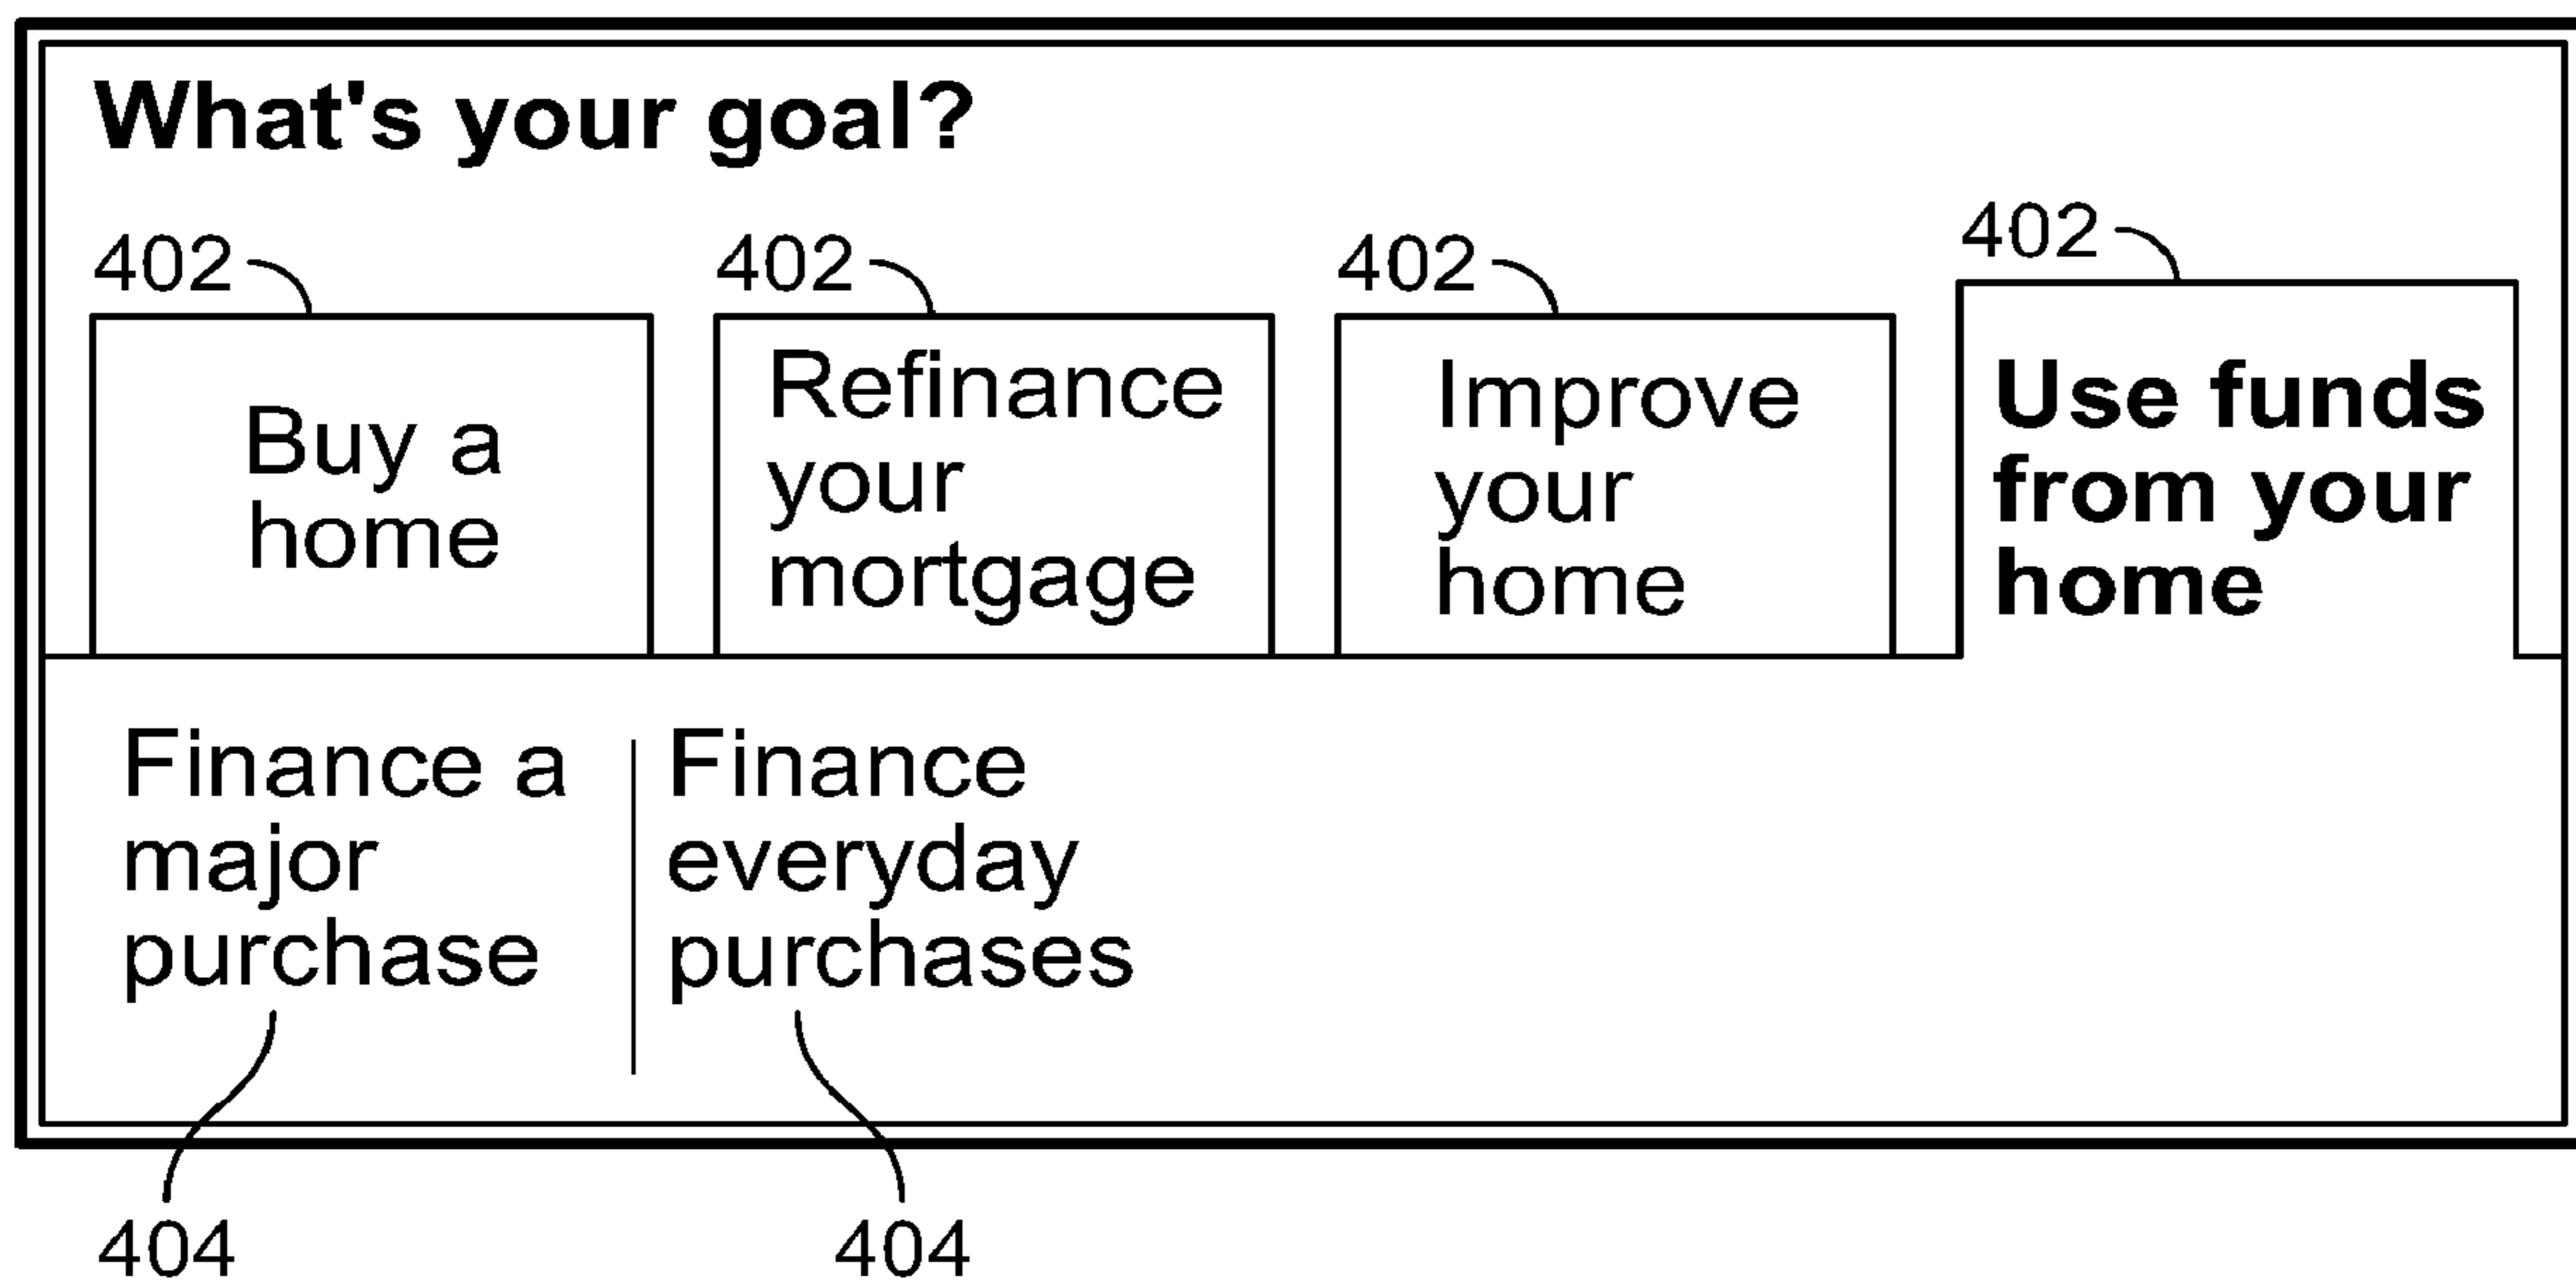 What's your goal?
402
402
402
402
Buy a
home
Refinance
your
mortgage
Improve
your
home
Use funds
from your
home
Finance a
major
purchase
Finance
everyday
purchases
404
404